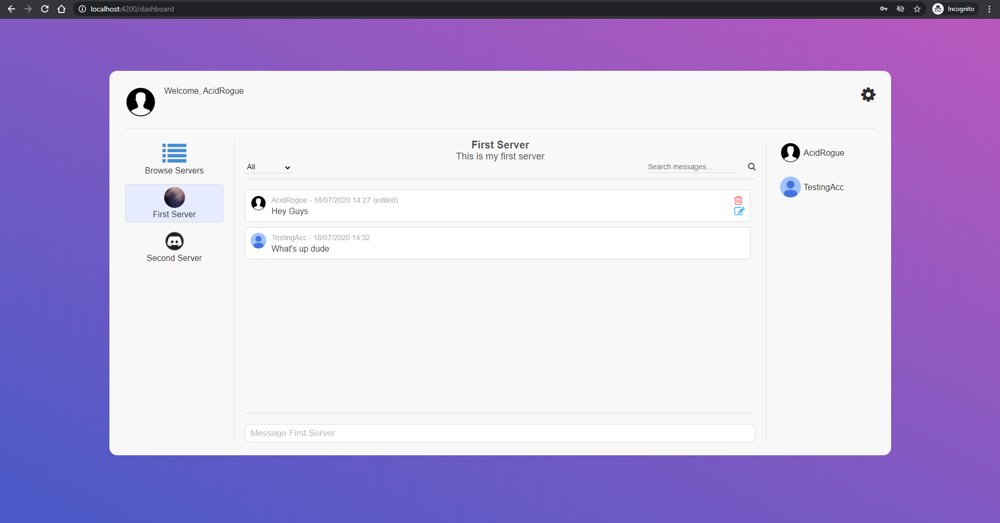 localhost:4200/dashboard
Incognito
Welcome, AcidRogue
Browse Servers
First Server
Second Server
First Server
This is my first server
All
Search messages...
AcidRogue - 18/07/2020 14:27 (edited)
Hey Guys
TestingAcc - 18/07/2020 14:32
What's up dude
Message First Server
AcidRogue
TestingAcc